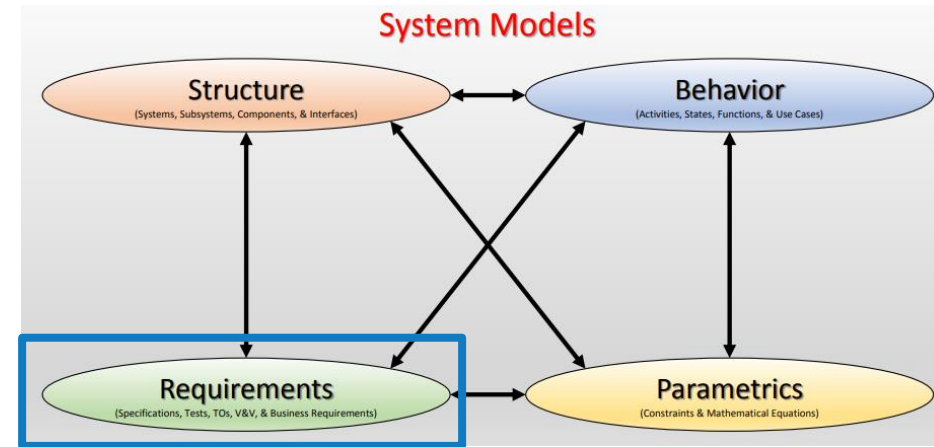 System Models
Structure
(Systems, Subsystems, Components, & Interfaces)
Behavior
(Activities, States, Functions, & Use Cases)
Requirements
(Specifications, Tests, TOs, V&V, & Business Requirements)
Parametrics
(Constraints & Mathematical Equations)